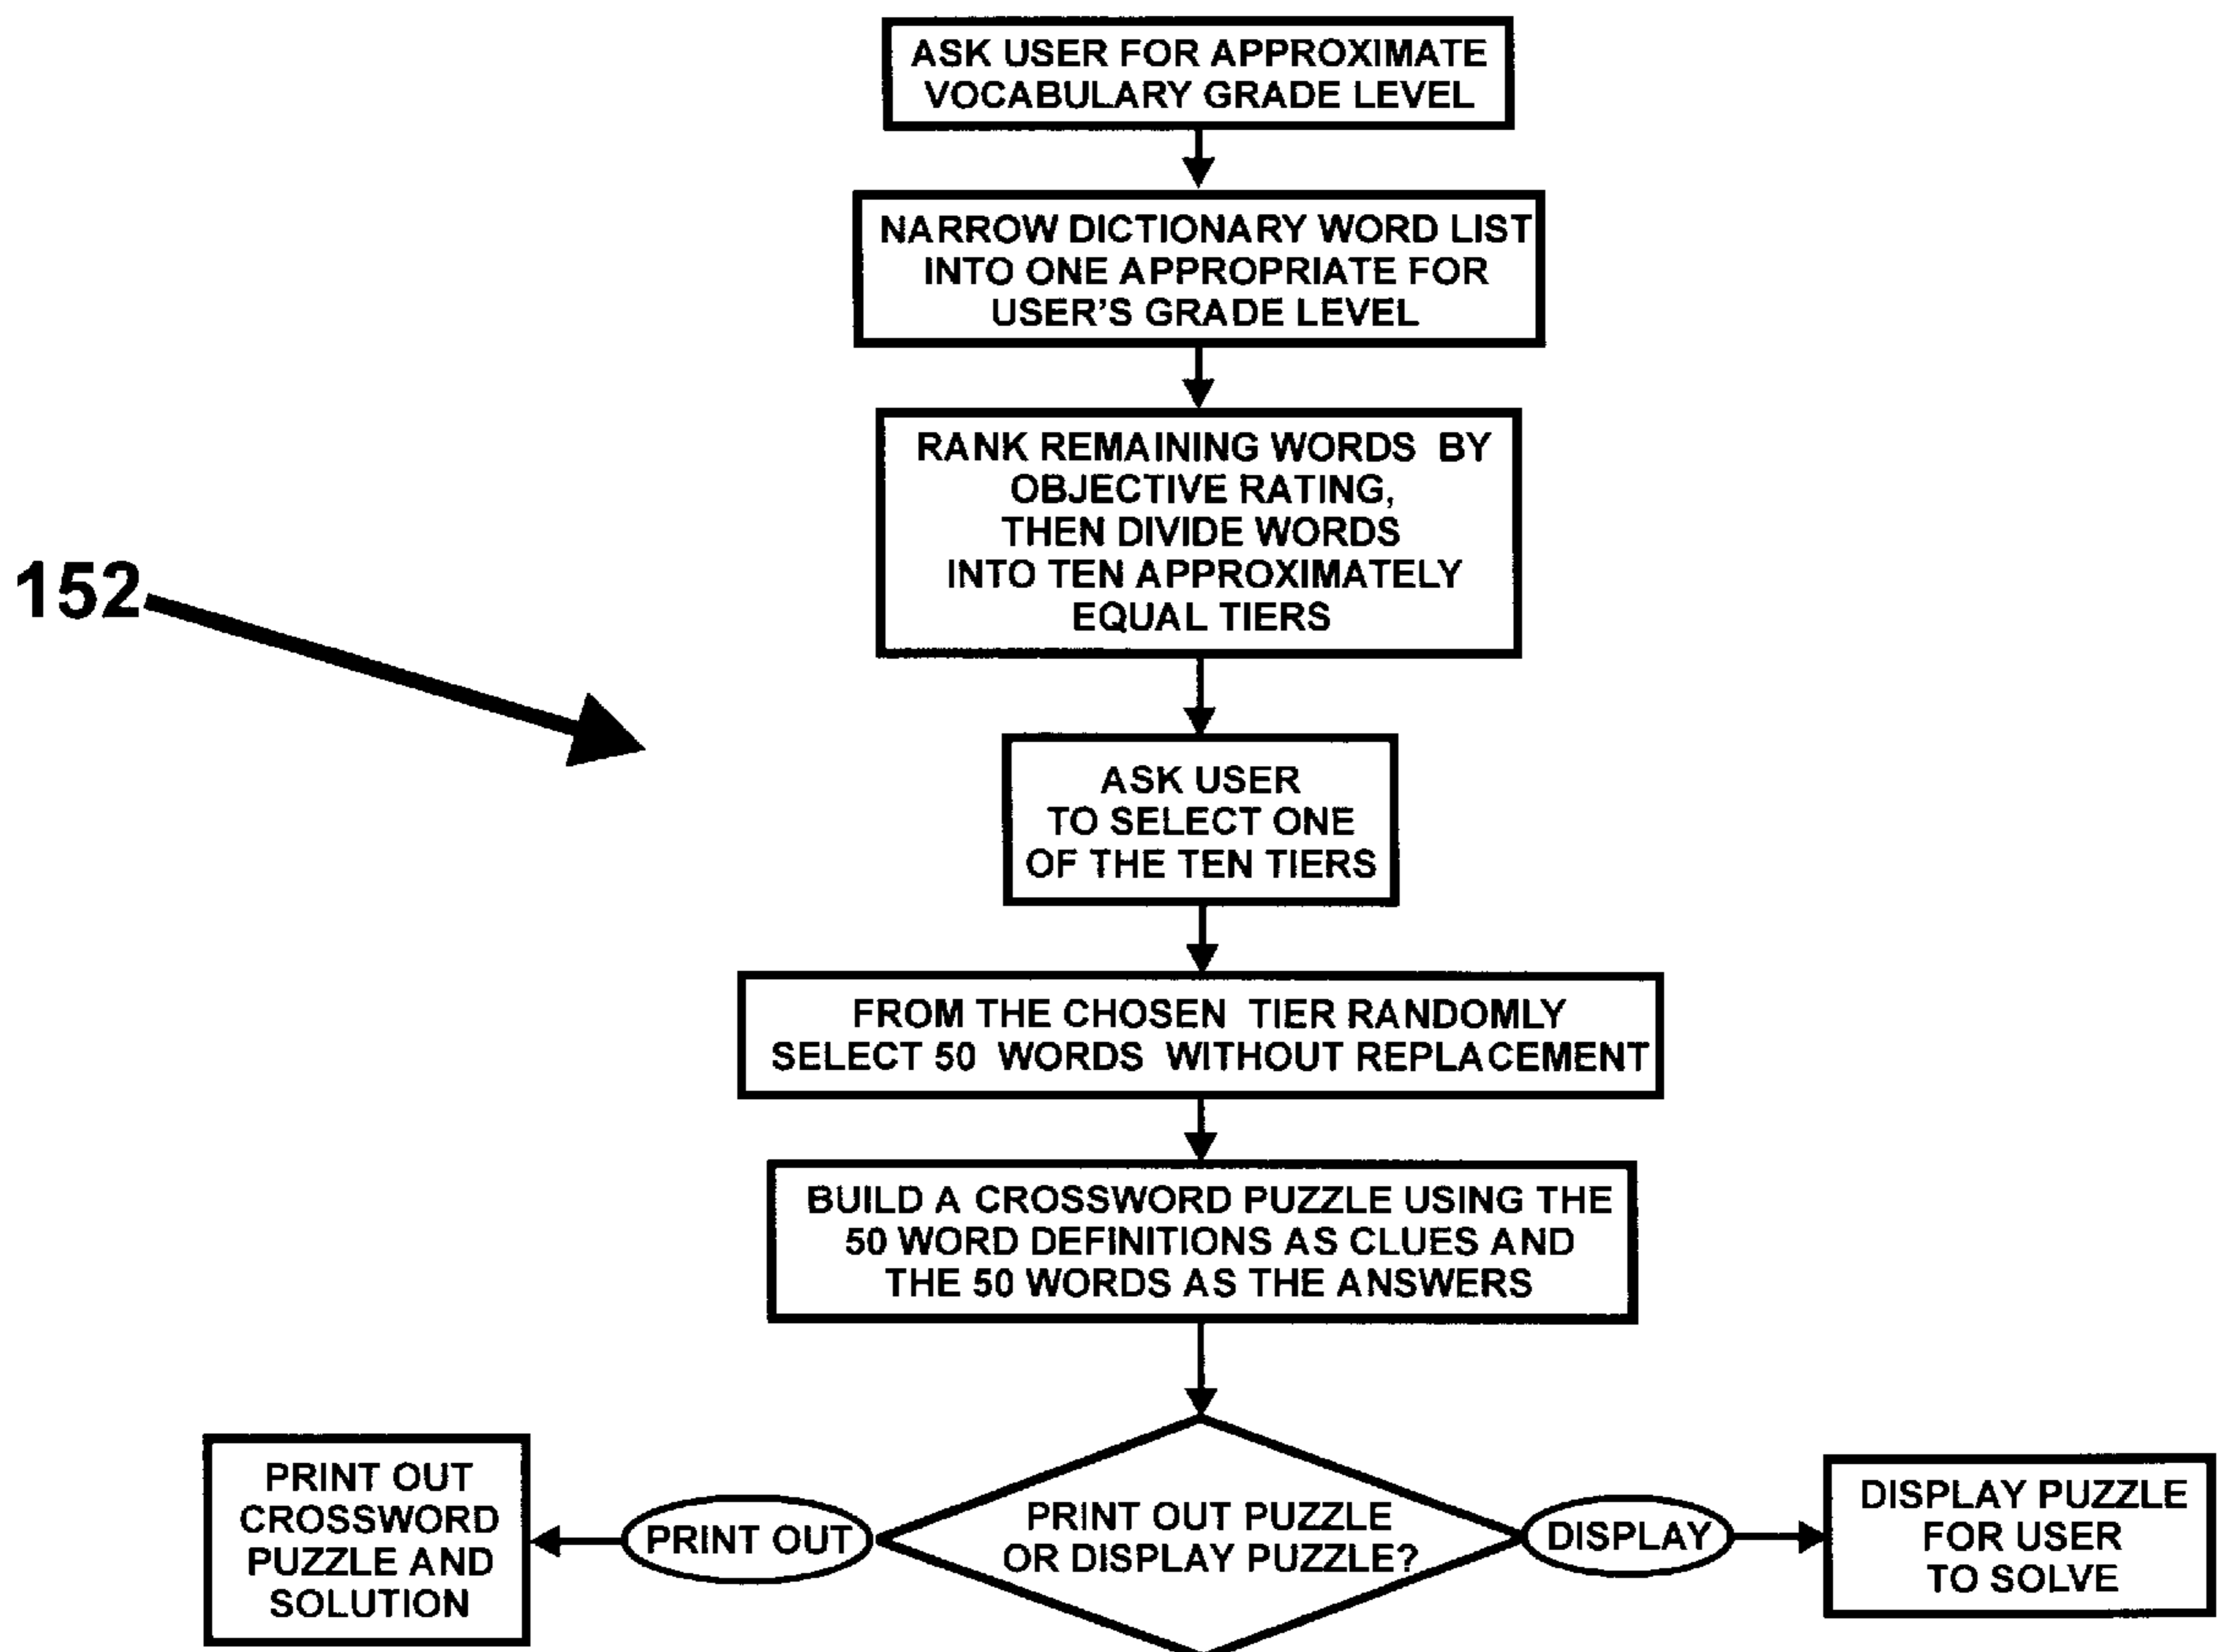 ASK USER FOR APPROXIMATE
VOCABULARY GRADE LEVEL
NARROW DICTIONARY WORD LIST
INTO ONE APPROPRIATE FOR
USER'S GRADE LEVEL
RANK REMAINING WORDS BY
OBJECTIVE RATING,
THEN DIVIDE WORDS
INTO TEN APPROXIMATELY
EQUAL TIERS
152
ASK USER
TO SELECT ONE
OF THE TEN TIERS
FROM THE CHOSEN TIER RANDOMLY
SELECT 50 WORDS WITHOUT REPLACEMENT
BUILD A CROSSWORD PUZZLE USING THE
50 WORD DEFINITIONS AS CLUES AND
THE 50 WORDS AS THE ANSWERS
PRINT OUT
CROSSWORD
PUZZLE AND
SOLUTION
PRINT OUT
PRINT OUT PUZZLE
OR DISPLAY PUZZLE?
DISPLAY
DISPLAY PUZZLE
FOR USER
TO SOLVE